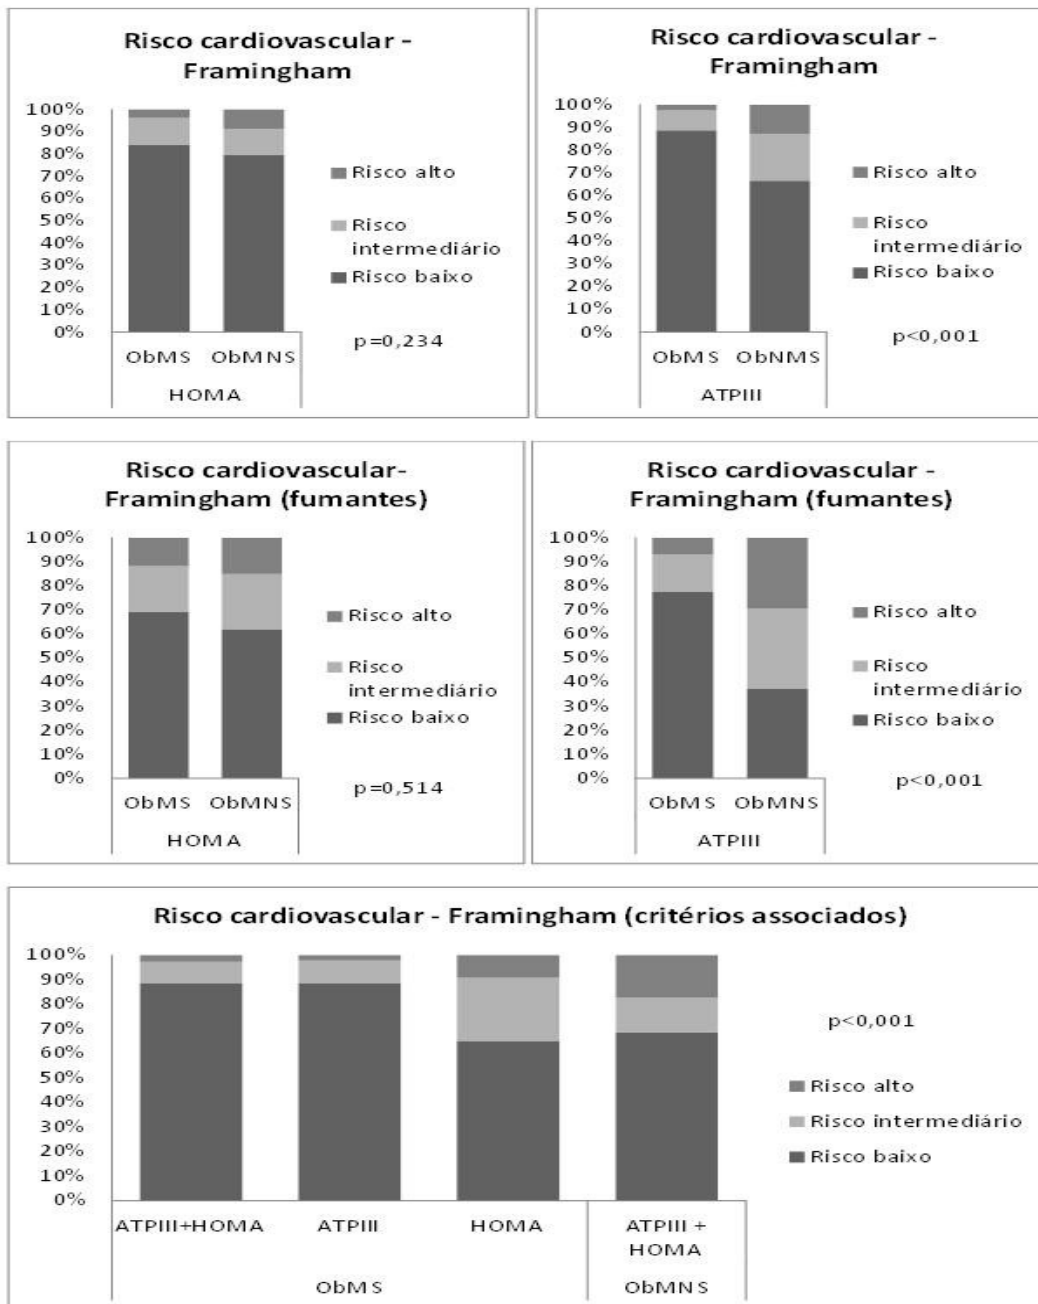 Risco cardiovascular -
Framingham
100%
90%
80%
70%
60%
50%
40%
30%
20%
10%
0%
Risco alto
Risco
intermediário
Risco baixo
p=0,234
ObMS ObMNS
HOMA
Risco cardiovascular -
Framingham
100%
90%
80%
70%
60%
50%
40%
30%
20%
10%
0%
Risco alto
Risco
intermediário
Risco baixo
p<0,001
ObMS ObNMS
ATPIII
Risco cardiovascular-
Framingham (fumantes)
100%
90%
80%
70%
60%
50%
40%
30%
20%
10%
0%
Risco alto
Risco
intermediário
Risco baixo
p=0,514
ObMS ObMNS
HOMA
Risco cardiovascular -
Framingham (fumantes)
100%
90%
80%
70%
60%
50%
40%
30%
20%
10%
0%
Risco alto
Risco
intermediário
Risco baixo
p<0,001
ObMS ObMNS
ATPIII
Risco cardiovascular - Framingham (critérios associados)
100%
90%
80%
70%
60%
50%
40%
30%
20%
10%
0%
p<0,001
Risco alto
Risco intermediário
Risco baixo
ATPIII+HOMA ATPIII HOMA ATPIII +
HOMA
ObMS ObMNS